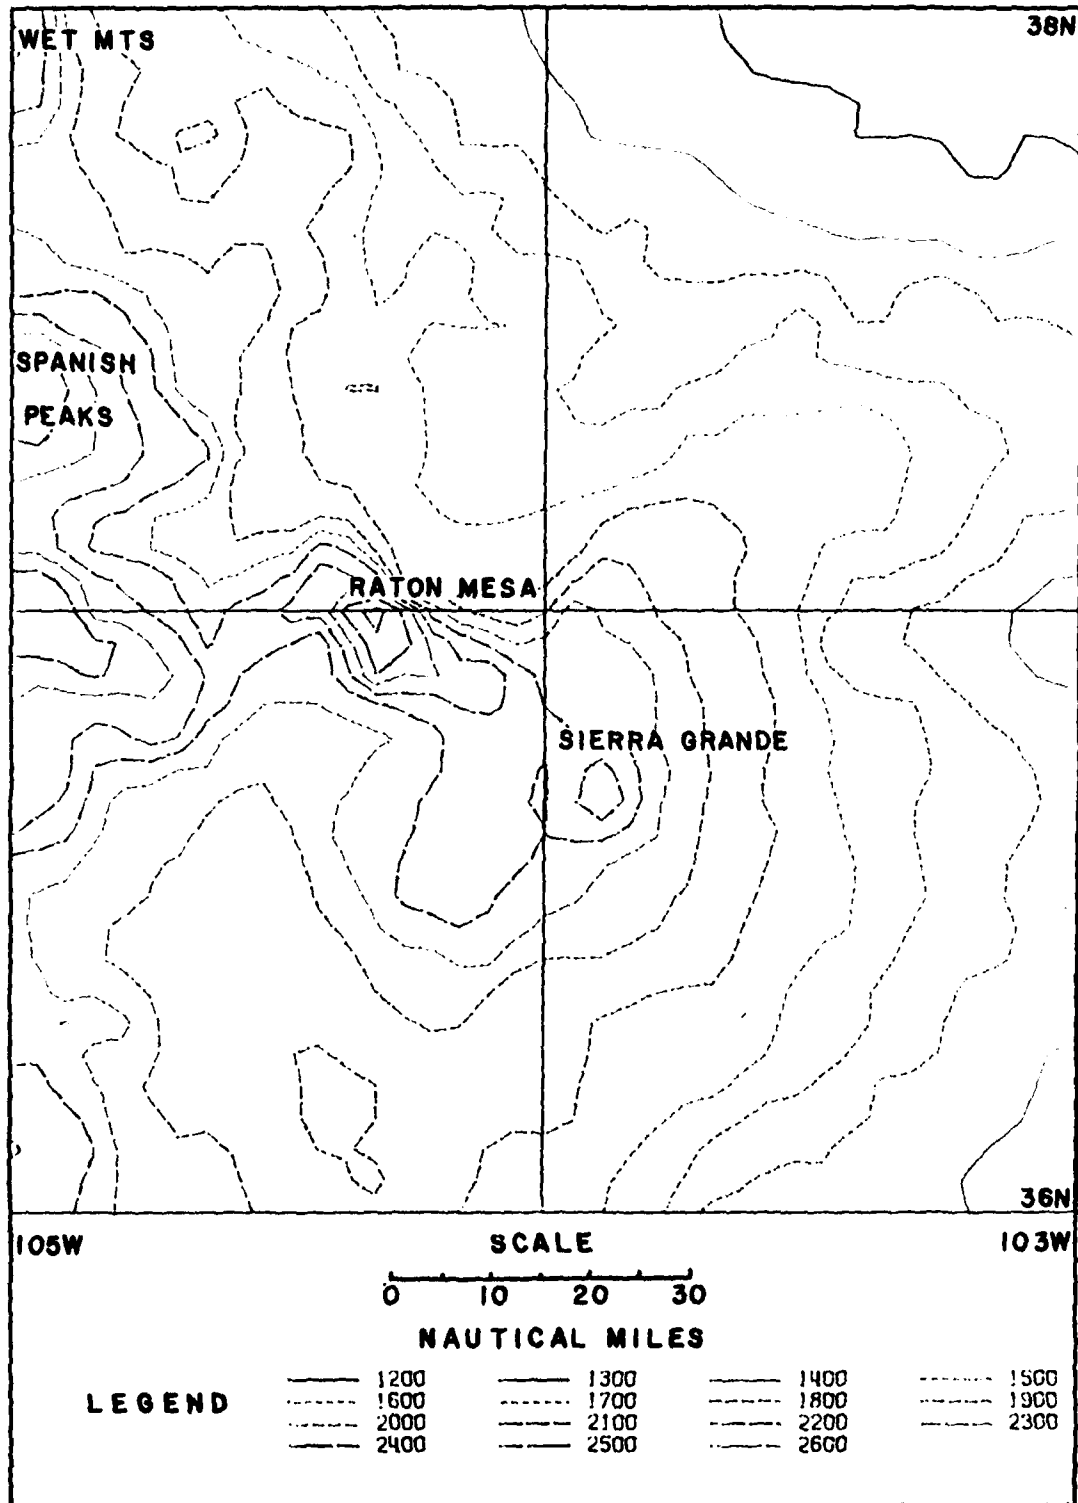 WET MTS
38N
SPANISH
PEAKS
RATON MESA
SIERRA GRANDE
36N
105W
SCALE
103W
0 10 20 30
NAUTICAL MILES
LEGEND
1200 1300 1400 1500
1600 1700 1800 1900
2000 2100 2200 2300
2400 2500 2600